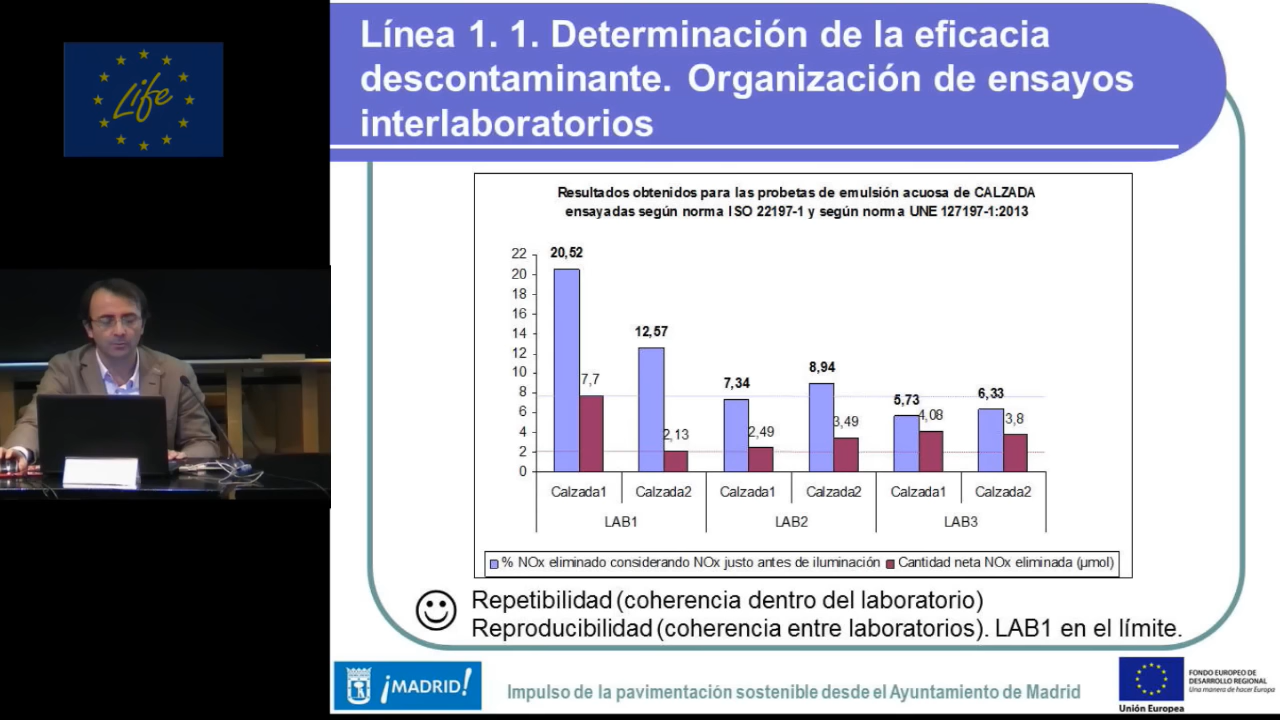 Life
Línea 1. 1. Determinación de la eficacia
descontaminante. Organización de ensayos
interlaboratorios
Resultados obtenidos para las probetas de emulsión acuosa de CALZADA
ensayadas según norma ISO 22197-1 y según norma UNE 127197-1:2013
22
20
18
16
14
12
10
8
6
4
2
0
20,52
7,7
12,57
2,13
7,34
2,49
8,94
3,49
5,73
4,08
6,33
3,8
Calzada1 Calzada2 Calzada1 Calzada2 Calzada1 Calzada2
LAB1 LAB2 LAB3
% NOx eliminado considerando NOx justo antes de iluminación Cantidad neta NOx eliminada (µmol)
Repetibilidad (coherencia dentro del laboratorio)
Reproducibilidad (coherencia entre laboratorios). LAB1 en el límite.
¡MADRID!
Impulso de la pavimentación sostenible desde el Ayuntamiento de Madrid
FONDO EUROPEO DE
DESARROLLO REGIONAL
Una manera de hacer Europa
Unión Europea